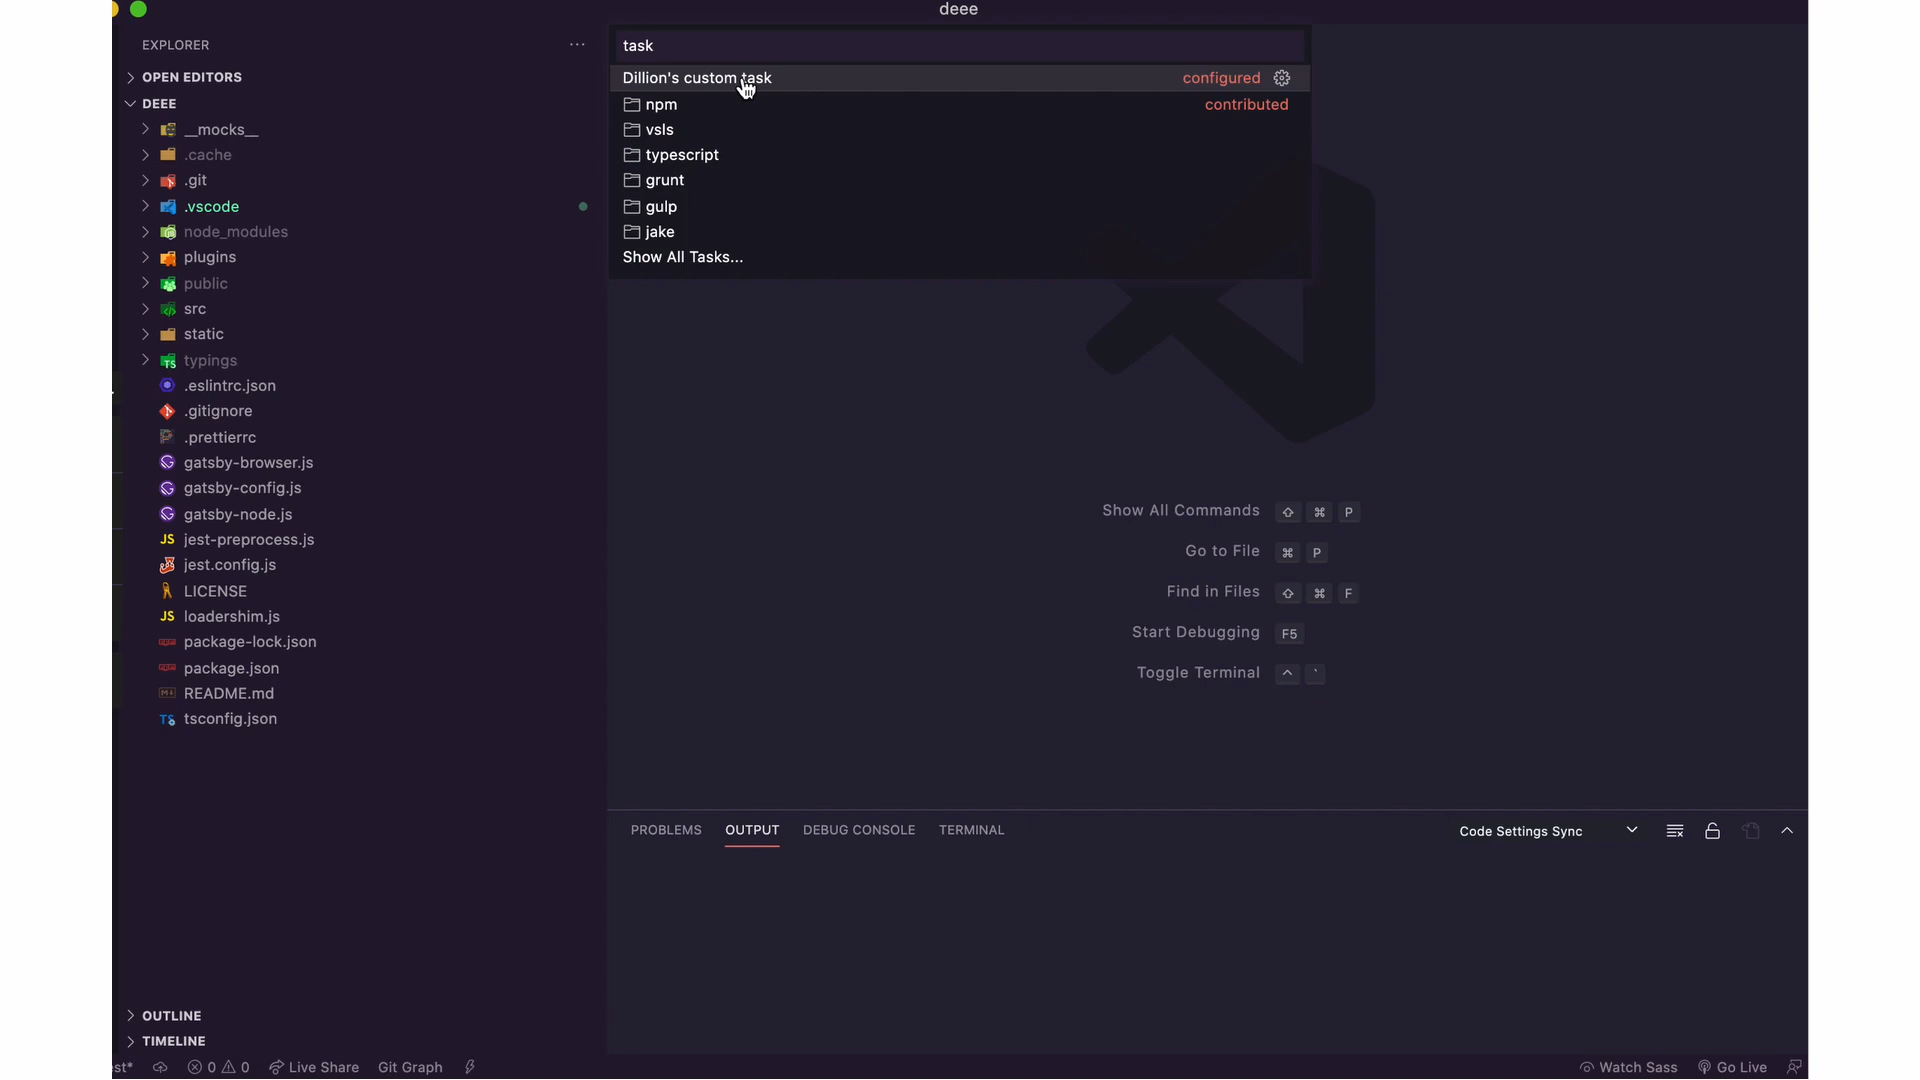 deee
EXPLORER
OPEN EDITORS
DEEE
__mocks__
.cache
.git
.vscode
node_modules
plugins
public
src
static
typings
.eslintrc.json
.gitignore
.prettierrc
gatsby-browser.js
gatsby-config.js
gatsby-node.js
JS jest-preprocess.js
jest.config.js
LICENSE
JS loadershim.js
package-lock.json
package.json
README.md
TS tsconfig.json
OUTLINE
TIMELINE
task
Dillion's custom task configured
npm contributed
vsls
typescript
grunt
gulp
jake
Show All Tasks...
Show All Commands ⇧ ⌘ P
Go to File ⌘ P
Find in Files ⇧ ⌘ F
Start Debugging F5
Toggle Terminal ^ `
PROBLEMS OUTPUT DEBUG CONSOLE TERMINAL Code Settings Sync
est* 0 0 Live Share Git Graph Watch Sass Go Live